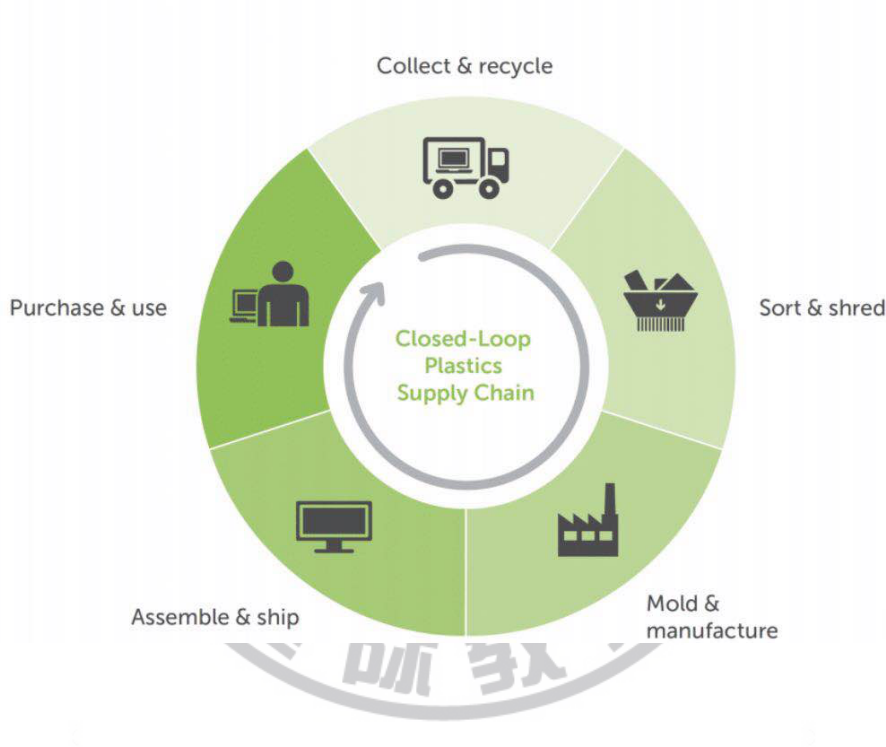 Collect & recycle
Purchase & use
Sort & shred
Closed-Loop
Plastics
Supply Chain
Assemble & ship
Mold &
manufacture